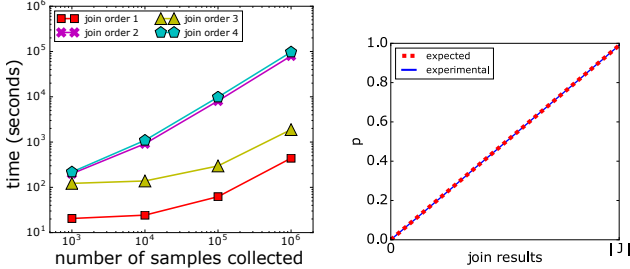 join order 1
join order 2
join order 3
join order 4
10^5
10^5
10^4
10^3
10^2
10^1
time (seconds)
10^3 10^4 10^5 10^6
number of samples collected
expected
experimental
1.0
0.8
0.6
0.4
0.2
0.0
p
0 |J|
join results